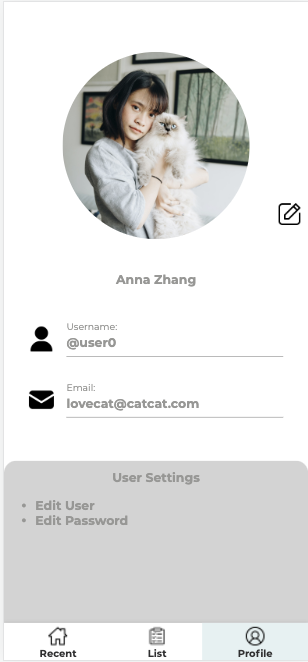 Anna Zhang
Username:
@user0
Email:
lovecat@catcat.com
User Settings
• Edit User
• Edit Password
Recent List Profile